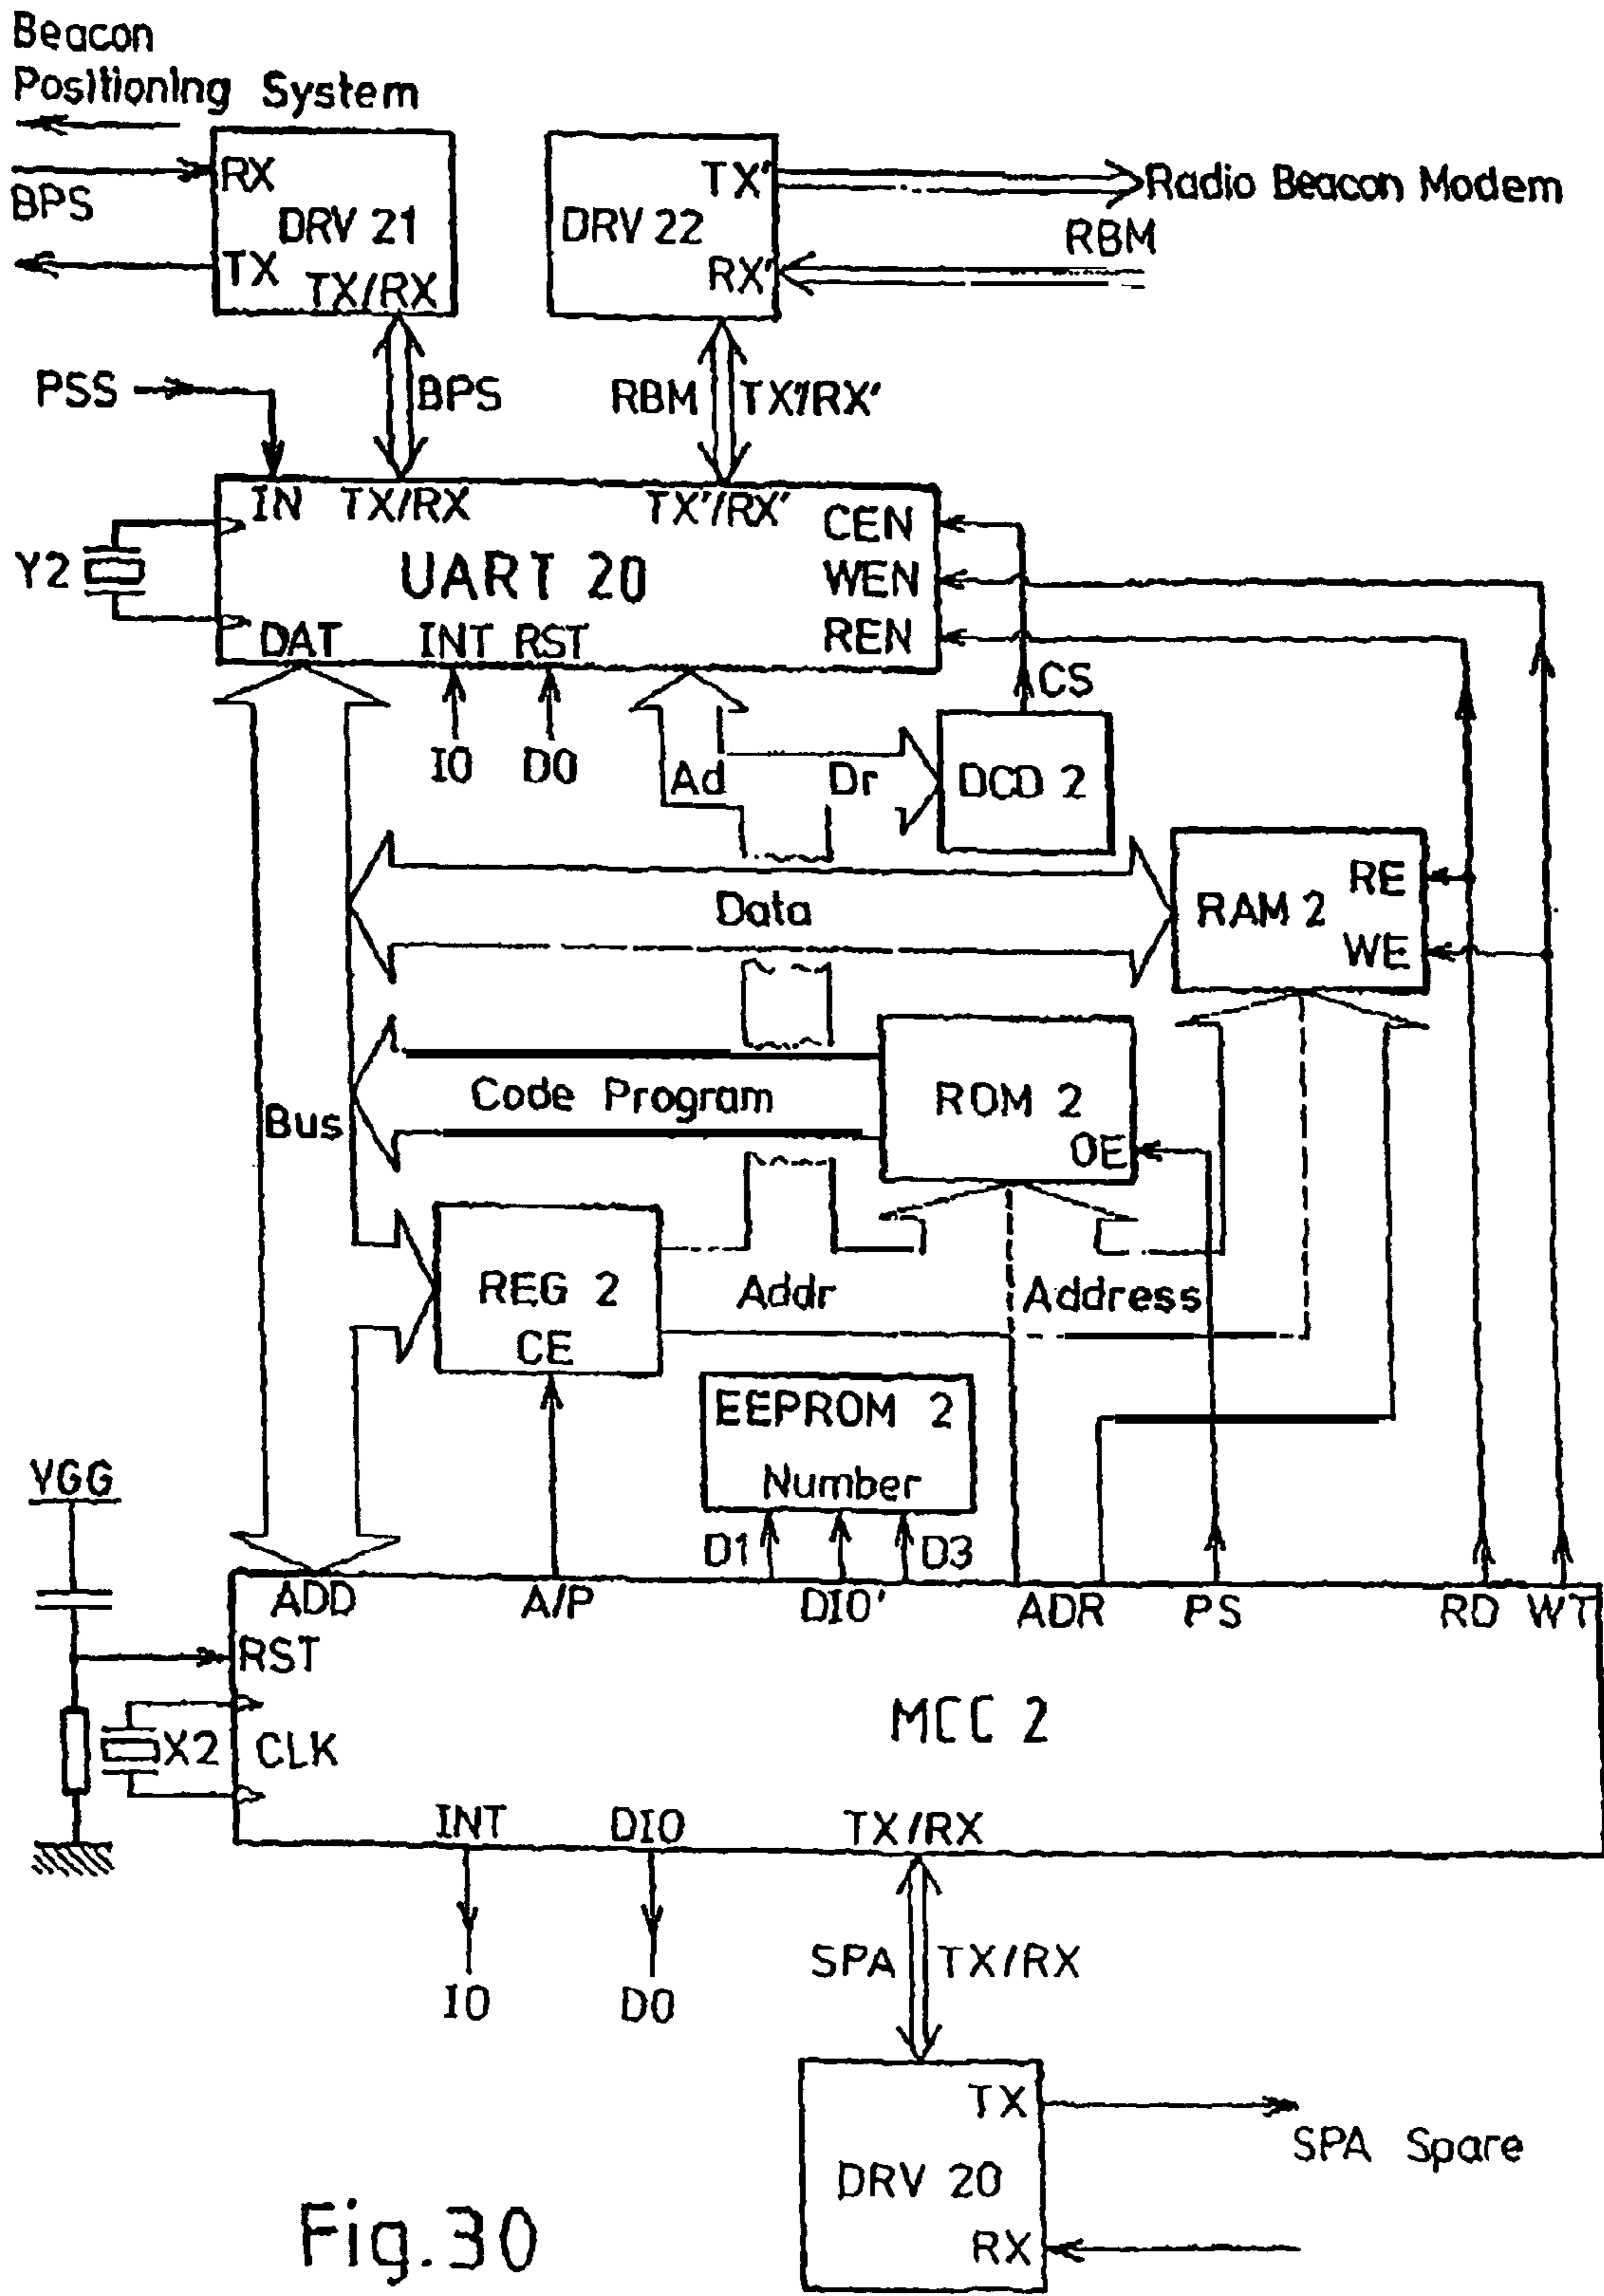 Beacon
Positioning System
RX
BPS
DRV 21
TX
TX/RX
TX'
Radio Beacon Modem
DRV 22
RBM
RX'
PSS
BPS
RBM
TX'/RX'
IN
TX/RX
TX'/RX'
CEN
Y2
UART 20
WEN
DAT
INT
RST
REN
CS
I0
D0
Ad
Dr
DCD 2
Data
RAM 2
RE
WE
Bus
Code Program
ROM 2
OE
REG 2
CE
Addr
Address
EEPROM 2
Number
VGG
D1
D3
ADD
A/P
DIO'
ADR
PS
RD
WT
RST
MCC 2
X2
CLK
INT
DIO
TX/RX
SPA
TX/RX
I0
D0
TX
SPA Spare
DRV 20
RX
Fig.30